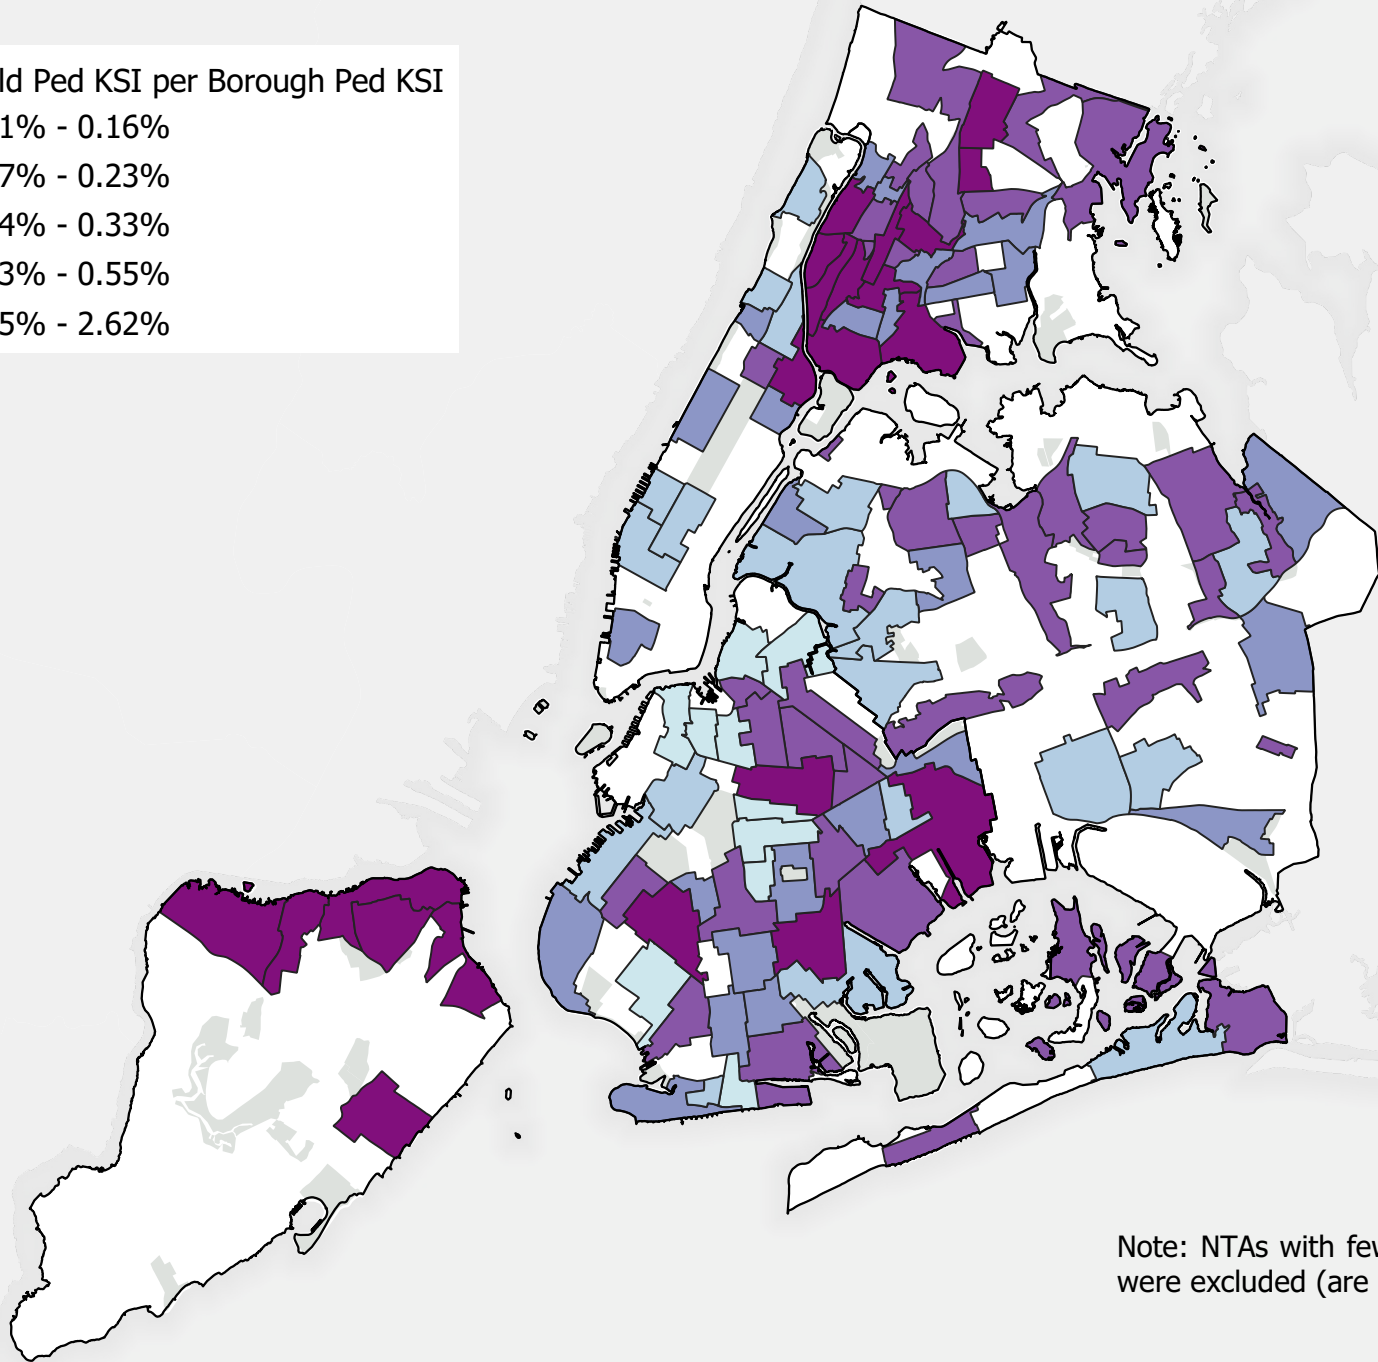 ld Ped KSI per Borough Ped KSI
1% - 0.16%
7% - 0.23%
4% - 0.33%
3% - 0.55%
5% - 2.62%
Note: NTAs with few
were excluded (are